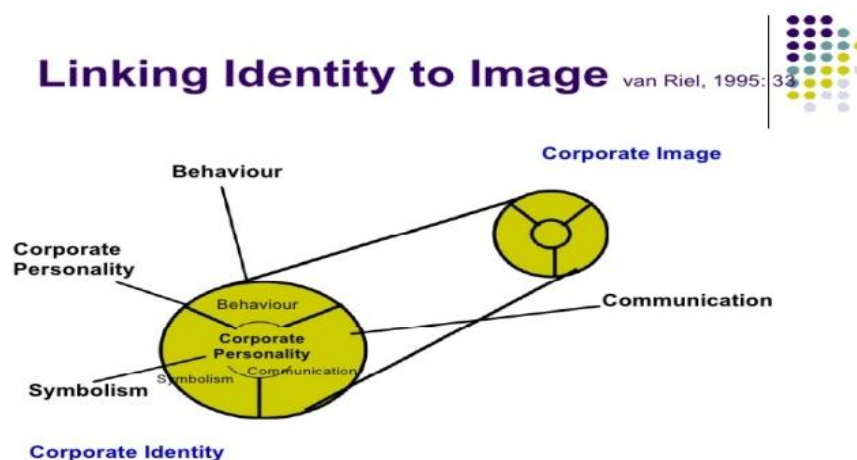 Linking Identity to Image van Riel, 1995: 33
Corporate Image
Behaviour
Corporate
Personality
Behaviour
Communication
Corporate
Personality
Symbolism
Symbolism
Communication
Corporate Identity